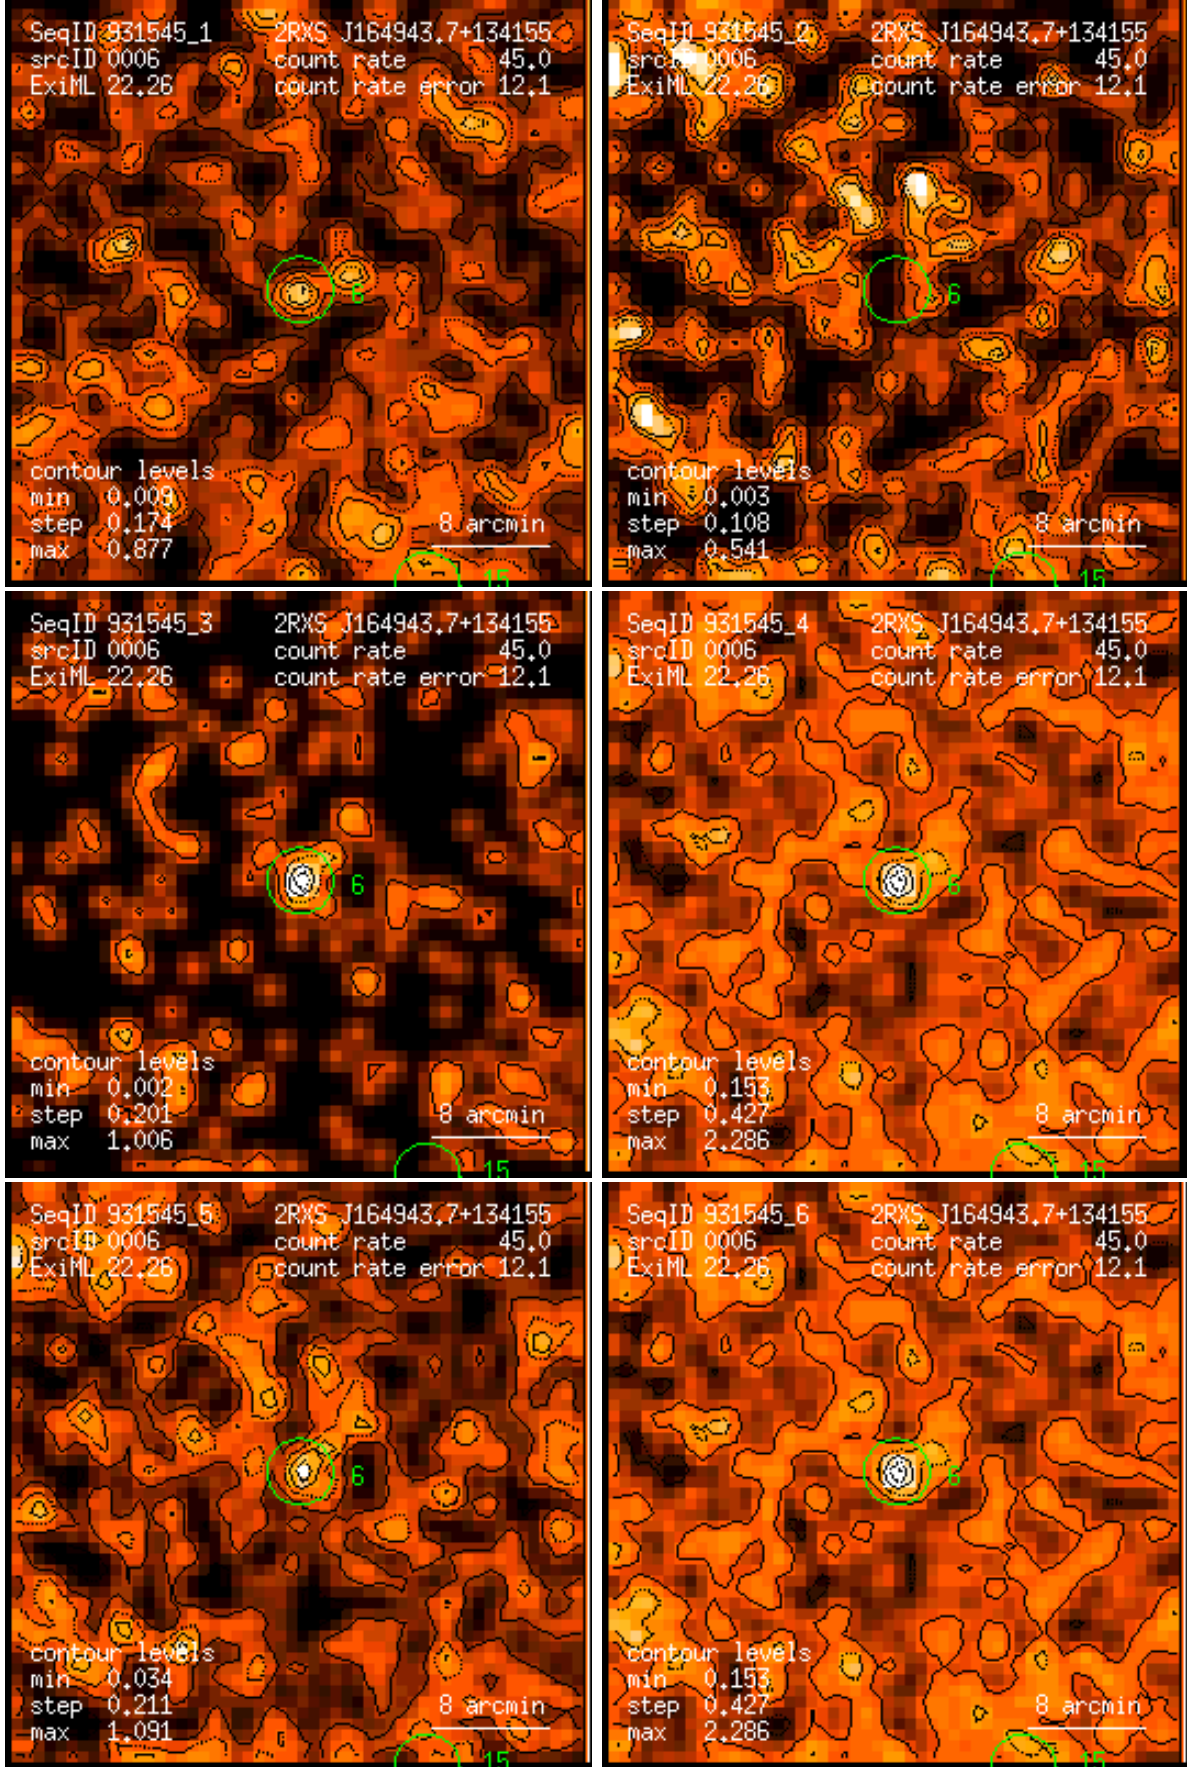 SeqID 931545_1 2RXS J164943.7+134155
srcID 0006 count rate 45.0
ExiML 22.26 count rate error 12.1
6
contour levels
min 0.009
step 0.174
max 0.877
8 arcmin
15
SeqID 931545_2 2RXS J164943.7+134155
srcID 0006 count rate 45.0
ExiML 22.26 count rate error 12.1
6
contour levels
min 0.003
step 0.108
max 0.541
8 arcmin
15
SeqID 931545_3 2RXS J164943.7+134155
srcID 0006 count rate 45.0
ExiML 22.26 count rate error 12.1
6
contour levels
min 0.002
step 0.201
max 1.006
8 arcmin
15
SeqID 931545_4 2RXS J164943.7+134155
srcID 0006 count rate 45.0
ExiML 22.26 count rate error 12.1
6
contour levels
min 0.153
step 0.427
max 2.286
8 arcmin
15
SeqID 931545_5 2RXS J164943.7+134155
srcID 0006 count rate 45.0
ExiML 22.26 count rate error 12.1
6
contour levels
min 0.034
step 0.211
max 1.091
8 arcmin
15
SeqID 931545_6 2RXS J164943.7+134155
srcID 0006 count rate 45.0
ExiML 22.26 count rate error 12.1
6
contour levels
min 0.153
step 0.427
max 2.286
8 arcmin
15